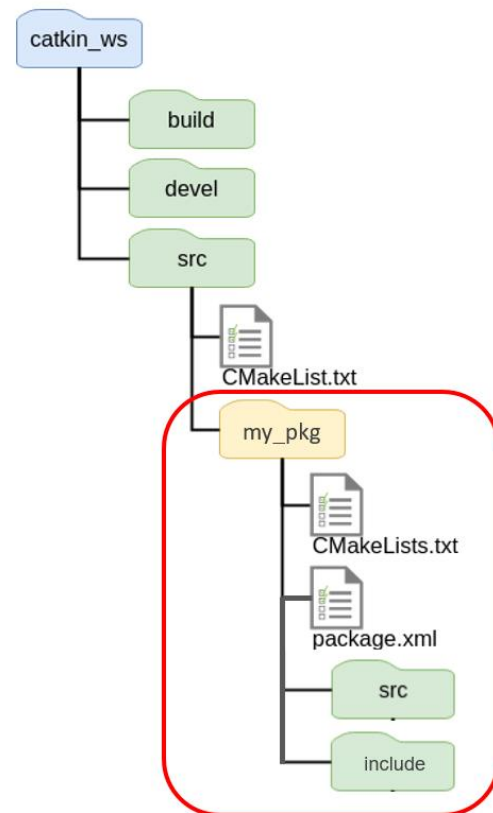 catkin_ws
build
devel
src
CMakeList.txt
my_pkg
CMakeLists.txt
package.xml
src
include